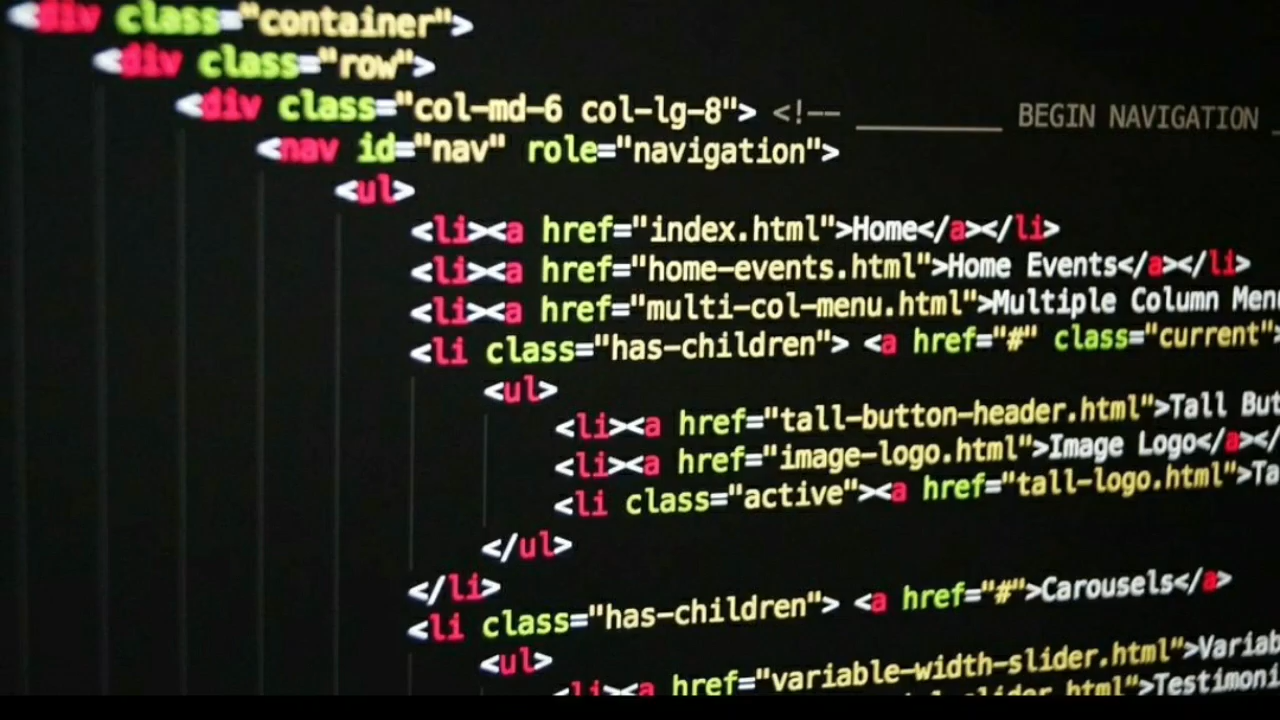 <div class="container">
<div class="row">
<div class="col-md-6 col-lg-8"> <!-- ________ BEGIN NAVIGATION
<nav id="nav" role="navigation">
<ul>
<li><a href="index.html">Home</a></li>
<li><a href="home-events.html">Home Events</a></li>
<li><a href="multi-col-menu.html">Multiple Column Men
<li class="has-children"> <a href="#" class="current">
<ul>
<li><a href="tall-button-header.html">Tall But
<li><a href="image-logo.html">Image Logo</a></
<li class="active"><a href="tall-logo.html">Ta
</ul>
</li>
<li class="has-children"> <a href="#">Carousels</a>
<ul>
<li><a href="variable-width-slider.html">Variab
slider.html">Testimoni